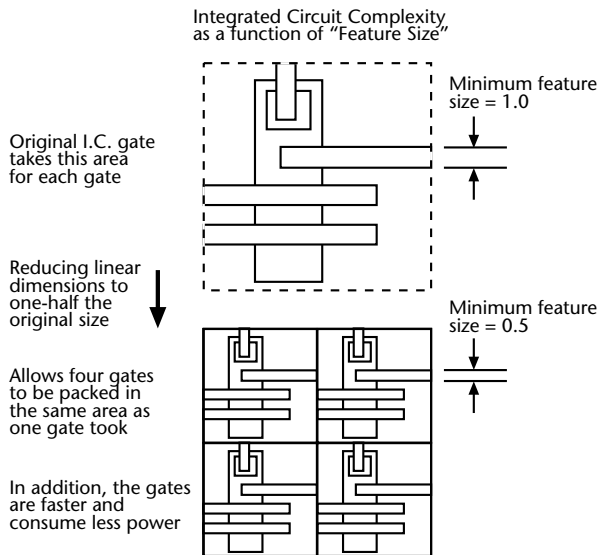 Integrated Circuit Complexity
as a function of “Feature Size”
Minimum feature
size = 1.0
Original I.C. gate
takes this area
for each gate
Reducing linear
dimensions to
one-half the
original size
Minimum feature
size = 0.5
Allows four gates
to be packed in
the same area as
one gate took
In addition, the gates
are faster and
consume less power